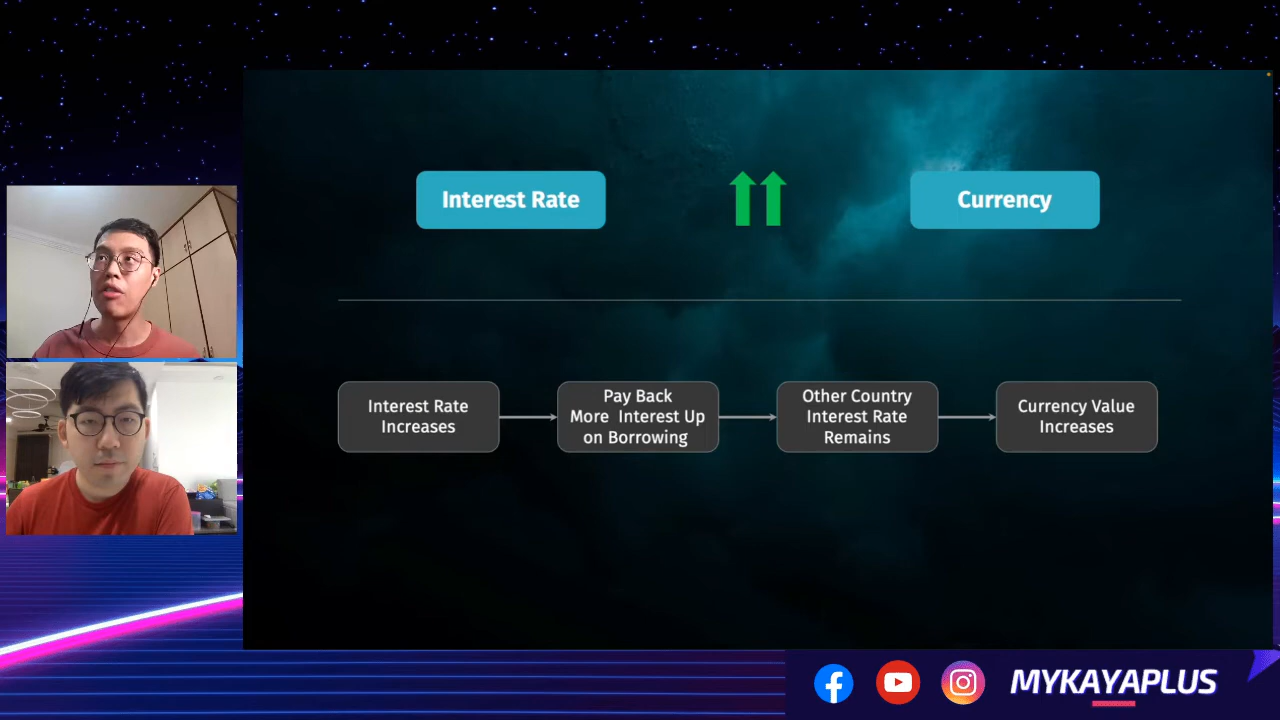 Interest Rate
Currency
Interest Rate
Increases
Pay Back
More Interest Up
on Borrowing
Other Country
Interest Rate
Remains
Currency Value
Increases
MYKAYAPLUS